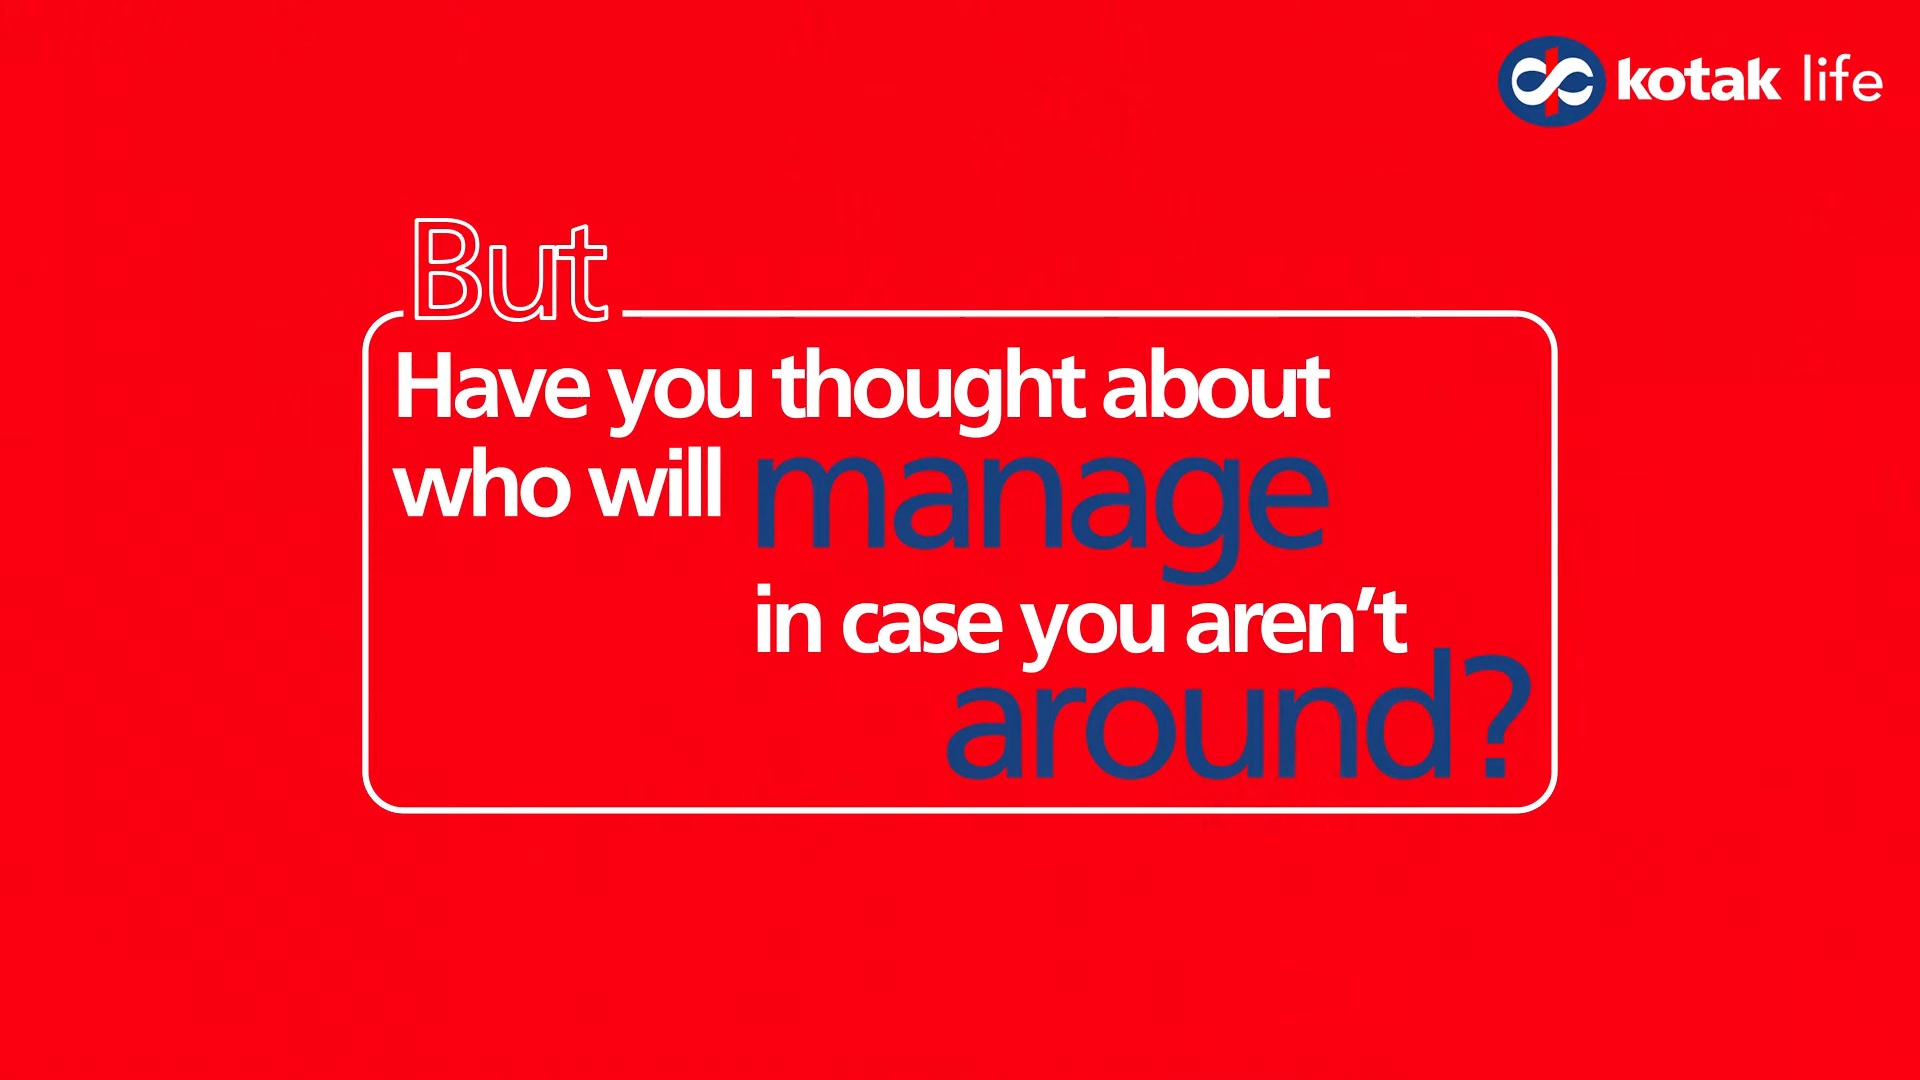 kotak life
But
Have you thought about
who will manage
in case you aren't
around?